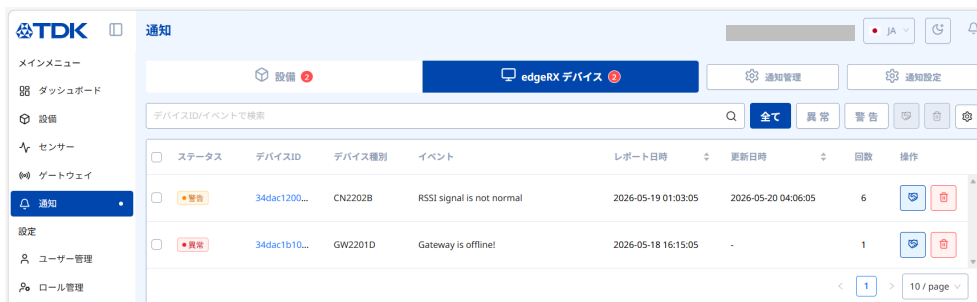 TDK
通知
JA
メインメニュー
ダッシュボード
設備
センサー
ゲートウェイ
通知
設定
ユーザー管理
ロール管理
設備 2
edgeRX デバイス 2
通知管理
通知設定
デバイスID/イベントで検索
全て
異常
警告
ステータス デバイスID デバイス種別 イベント レポート日時 更新日時 回数 操作
警告 34dac1200... CN2202B RSSI signal is not normal 2026-05-19 01:03:05 2026-05-20 04:06:05 6
異常 34dac1b10... GW2201D Gateway is offline! 2026-05-18 16:15:05 - 1
1
10 / page